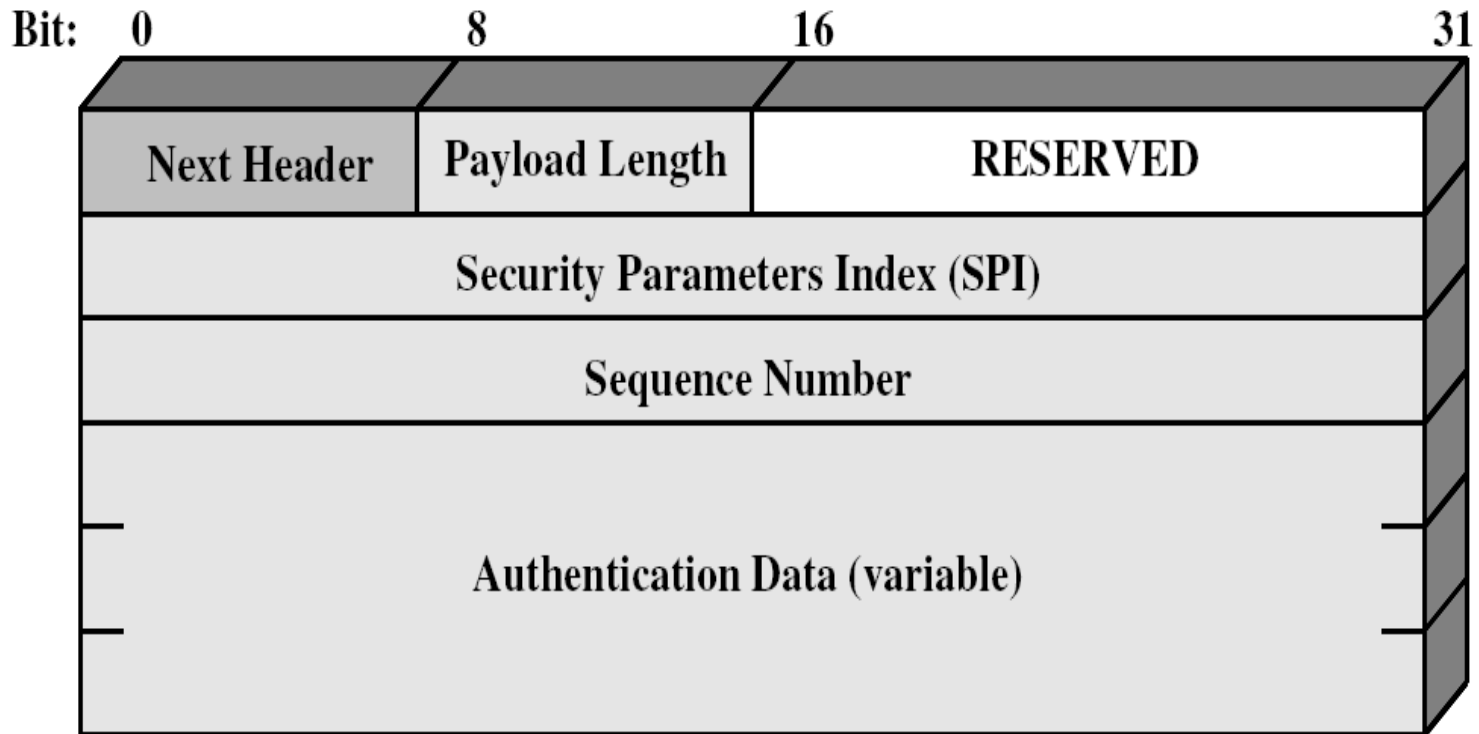 Bit: 0 8 16 31
Next Header Payload Length RESERVED
Security Parameters Index (SPI)
Sequence Number
Authentication Data (variable)